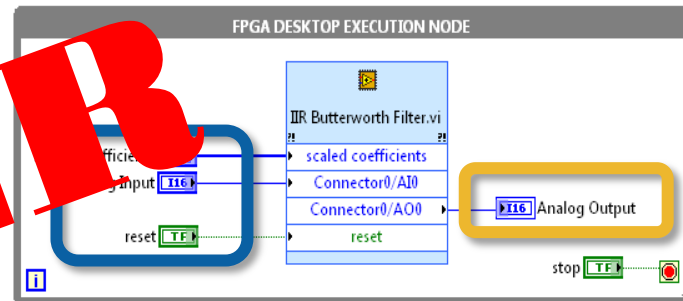 FPGA DESKTOP EXECUTION NODE
R
IIR Butterworth Filter.vi
?! ?!
scaled coefficients
Input I16 Connector0/AI0
Connector0/AO0 I16 Analog Output
reset TF reset
stop TF
i